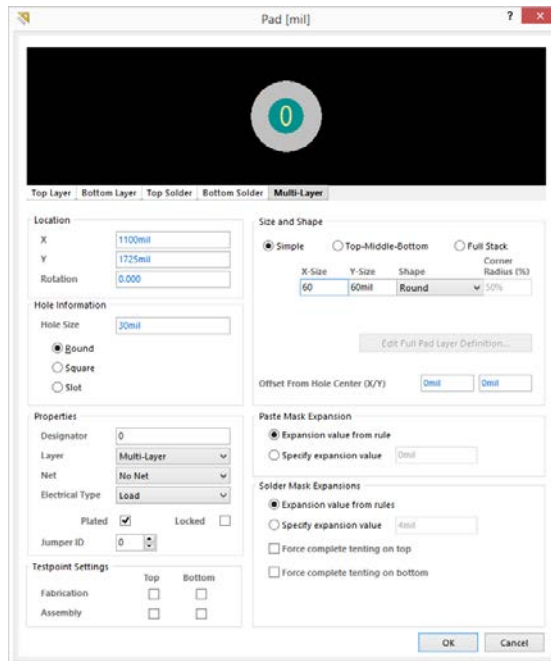 Pad [mil]
?
0
Top Layer Bottom Layer Top Solder Bottom Solder Multi-Layer
Location
X 1100mil
Y 1725mil
Rotation 0.000
Hole Information
Hole Size 30mil
Round
Square
Slot
Properties
Designator 0
Layer Multi-Layer
Net No Net
Electrical Type Load
Plated Locked
Jumper ID 0
Testpoint Settings
Top Bottom
Fabrication
Assembly
Size and Shape
Simple Top-Middle-Bottom Full Stack
Corner
X-Size Y-Size Shape Radius (%)
60 60mil Round 50%
Edit Full Pad Layer Definition...
Offset From Hole Center (X/Y) 0mil 0mil
Paste Mask Expansion
Expansion value from rule
Specify expansion value 0mil
Solder Mask Expansions
Expansion value from rules
Specify expansion value 4mil
Force complete tenting on top
Force complete tenting on bottom
OK Cancel